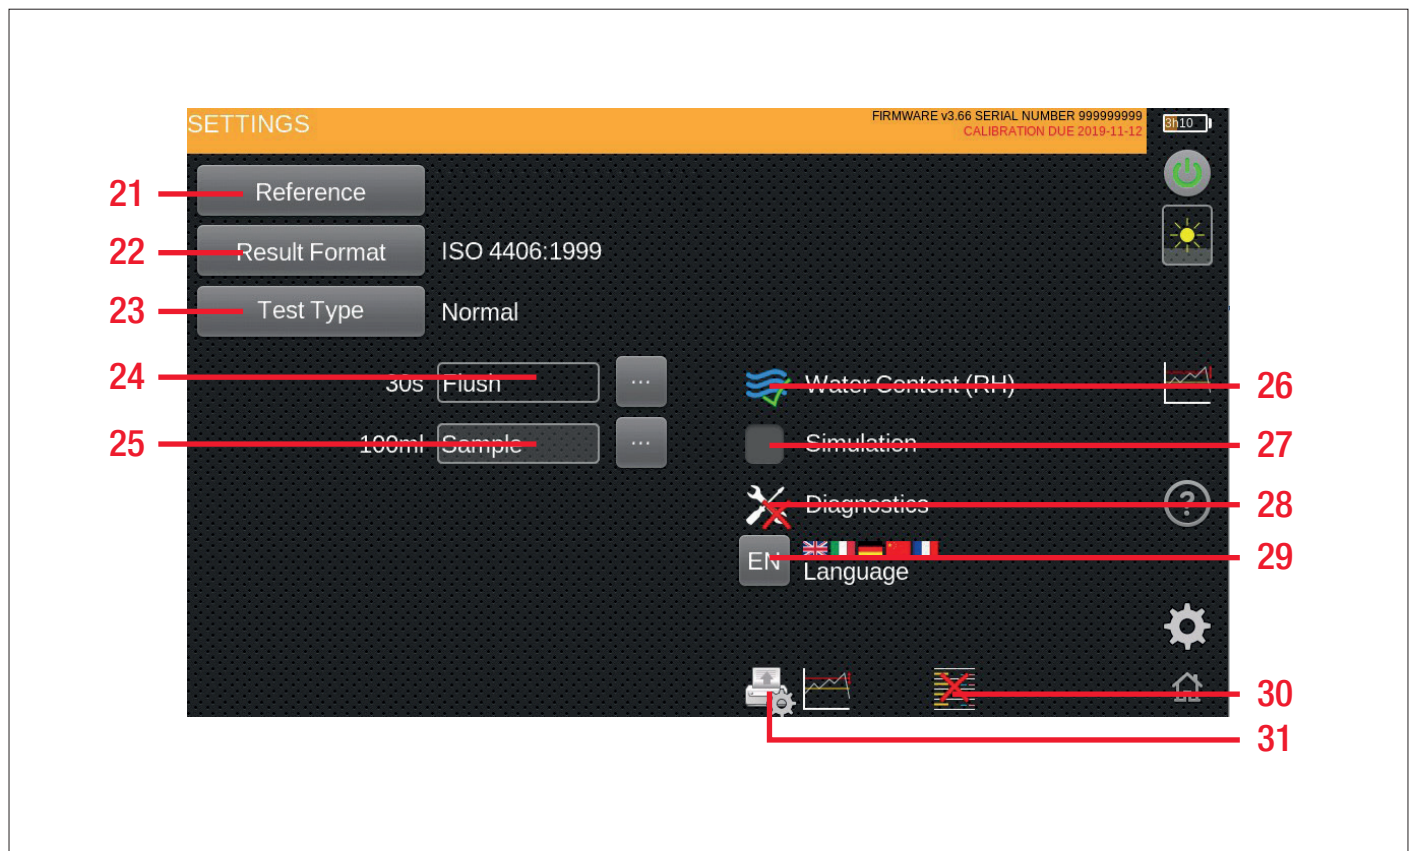 SETTINGS
FIRMWARE v3.66 SERIAL NUMBER 999999999
CALIBRATION DUE 2019-11-12
3h10
21
Reference
22
Result Format
ISO 4406:1999
23
Test Type
Normal
24
30s
Flush
...
26
Water Content (RH)
25
100ml
Sample
...
27
Simulation
28
Diagnostics
?
29
EN
Language
30
31